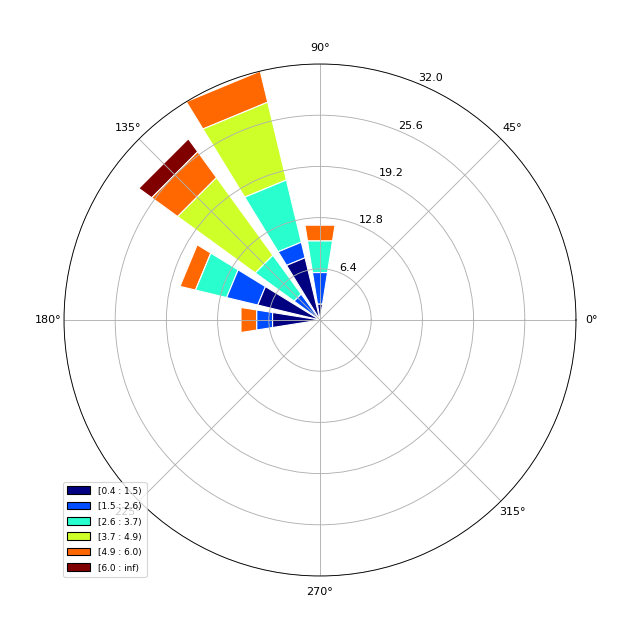 90°
32.0
135°
25.6
45°
19.2
12.8
6.4
180°
0°
[0.4 : 1.5)
[1.5 : 2.6)
225°
[2.6 : 3.7)
[3.7 : 4.9)
[4.9 : 6.0)
[6.0 : inf)
315°
270°